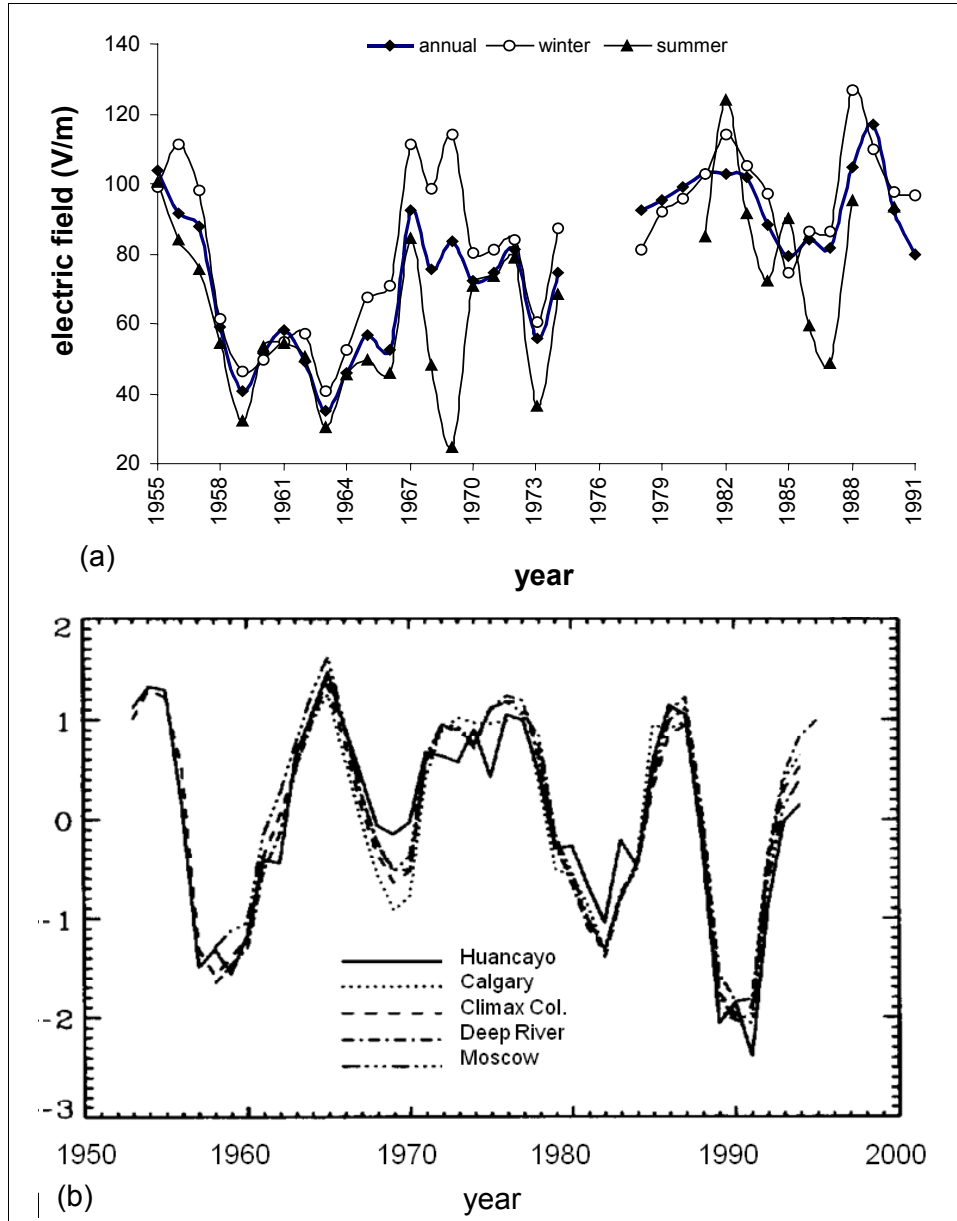 140
annual winter summer
120
100
80
60
40
20
electric field (V/m)
1955 1958 1961 1964 1967 1970 1973 1976 1979 1982 1985 1988 1991
(a)
year
2
1
0
-1
-2
-3
Huancayo
Calgary
Climax Col.
Deep River
Moscow
1950 1960 1970 1980 1990 2000
(b) year